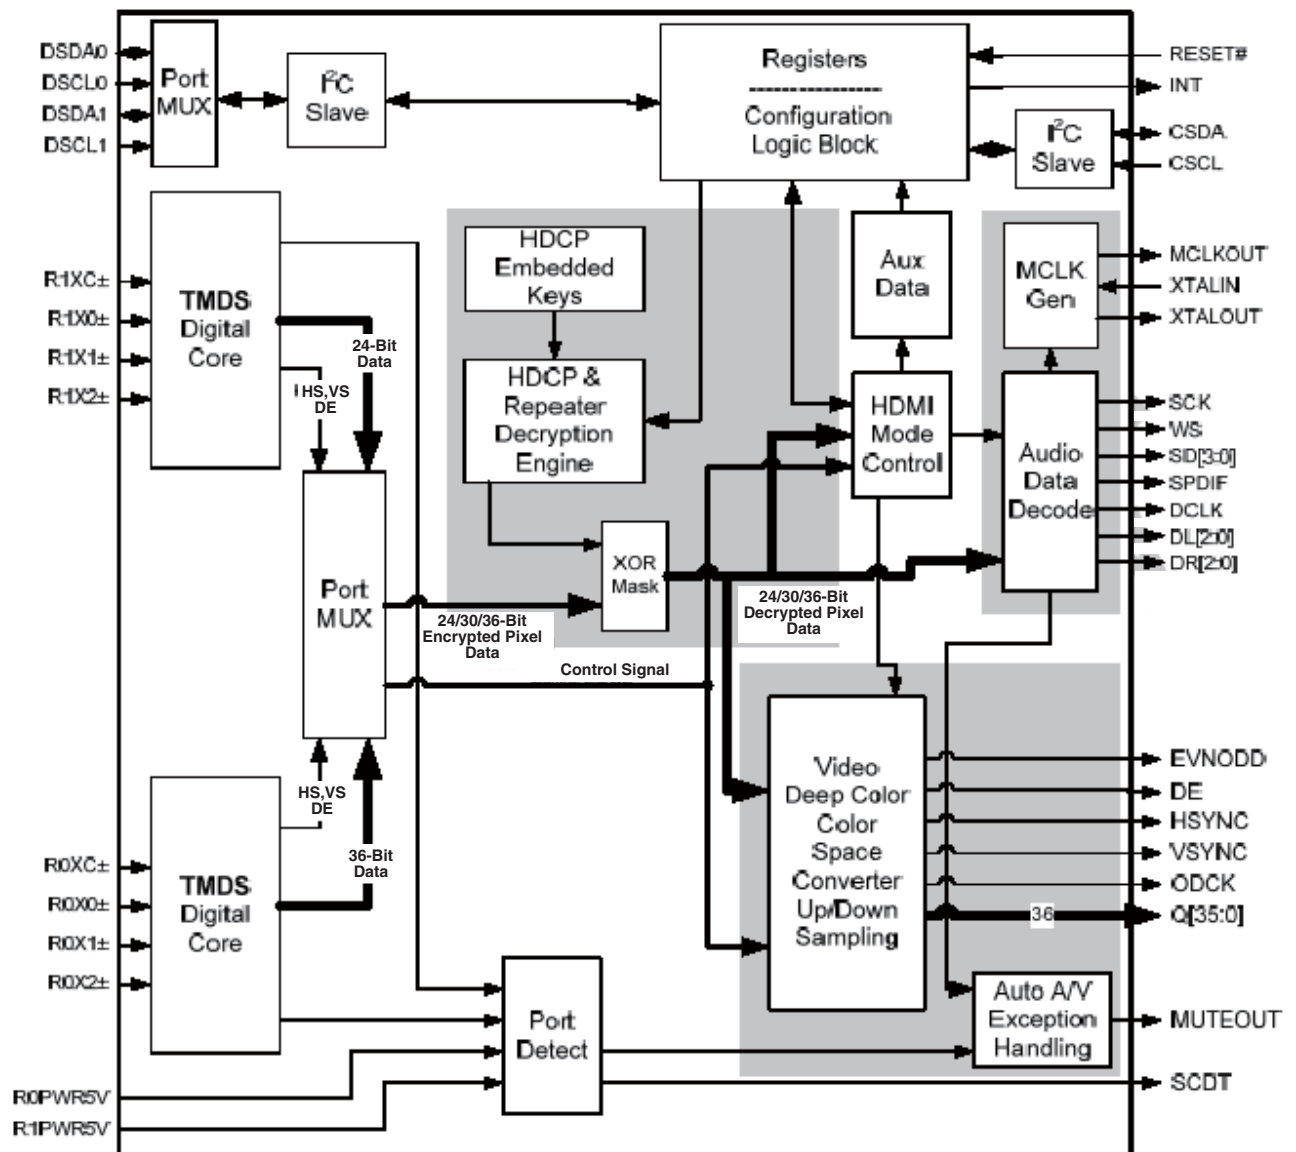 DSDA0
DSCL0
DSDA1
DSCL1
Port
MUX
I²C
Slave
Registers
Configuration
Logic Block
RESET#
INT
I²C
Slave
CSDA
CSCL
R1XC±
R1X0±
R1X1±
R1X2±
TMDS
Digital
Core
24-Bit
Data
HS,VS
DE
HDCP
Embedded
Keys
HDCP &
Repeater
Decryption
Engine
XOR
Mask
Aux
Data
HDMI
Mode
Control
MCLK
Gen
MCLKOUT
XTALIN
XTALOUT
Audio
Data
Decode
SCK
WS
SD[3:0]
SPDIF
DCLK
DL[2:0]
DR[2:0]
Port
MUX
24/30/36-Bit
Encrypted Pixel
Data
24/30/36-Bit
Decrypted Pixel
Data
Control Signal
HS,VS
DE
36-Bit
Data
R0XC±
R0X0±
R0X1±
R0X2±
TMDS
Digital
Core
Video
Deep Color
Color
Space
Converter
Up/Down
Sampling
EVNODD
DE
HSYNC
VSYNC
ODCK
36
Q[35:0]
Port
Detect
Auto A/V
Exception
Handling
MUTEOUT
SCDT
R0PWR5V
R1PWR5V